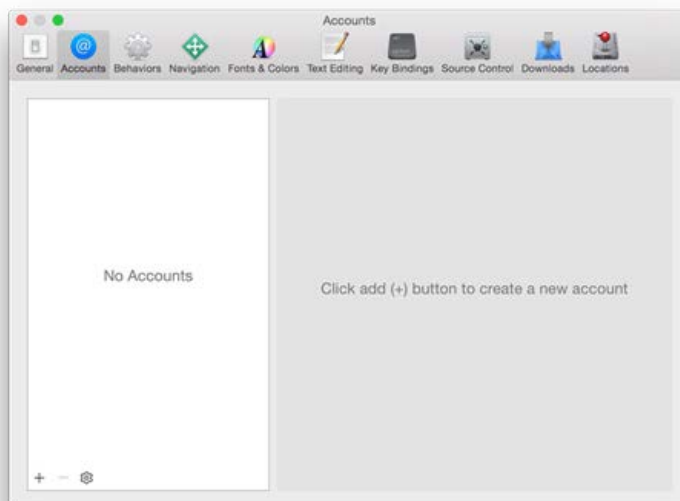 Accounts
General Accounts Behaviors Navigation Fonts & Colors Text Editing Key Bindings Source Control Downloads Locations
No Accounts
Click add (+) button to create a new account